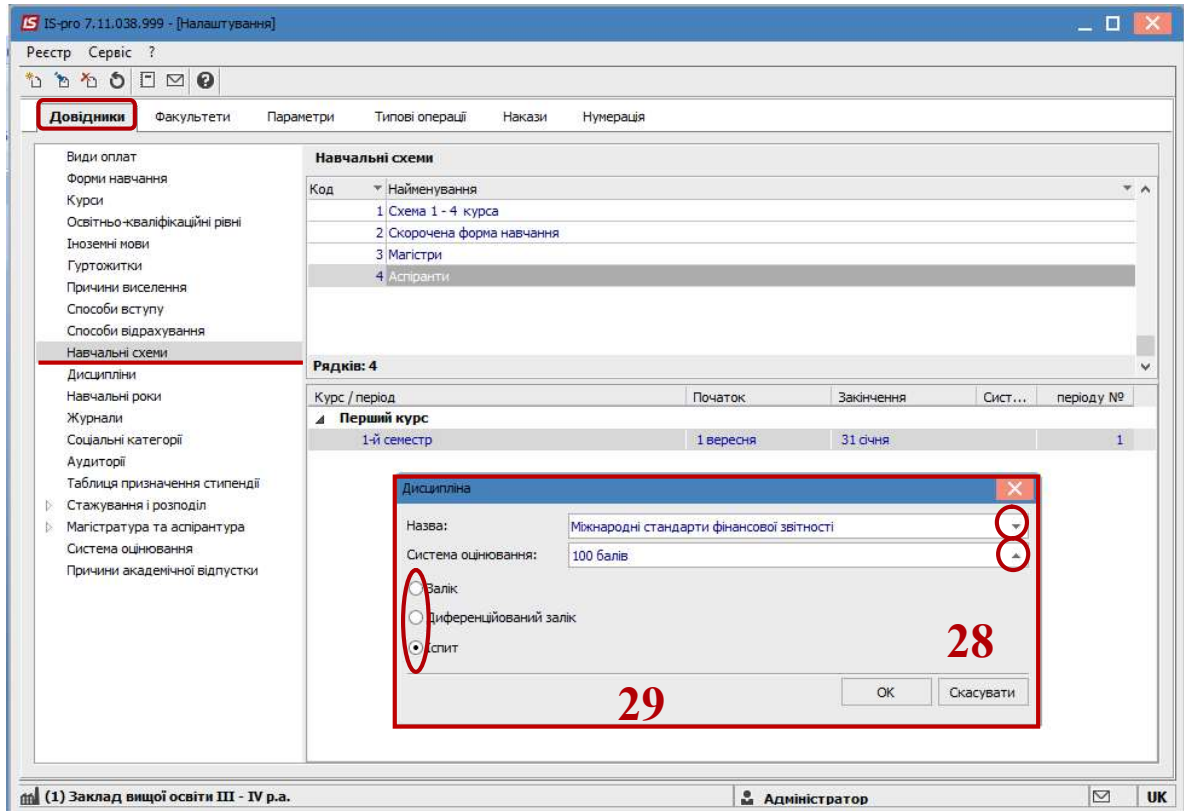 IS-pro 7.11.038.999 - [Налаштування]
Реєстр Сервіс ?
Довідники Факультети Параметри Типові операції Накази Нумерація
Види оплат
Форми навчання
Курси
Освітньо-кваліфікаційні рівні
Іноземні мови
Гуртожитки
Причини виселення
Способи вступу
Способи відрахування
Навчальні схеми
Дисципліни
Навчальні роки
Журнали
Соціальні категорії
Аудиторії
Таблиця призначення стипендії
Стажування і розподіл
Магістратура та аспірантура
Система оцінювання
Причини академічної відпустки
Навчальні схеми
Код Найменування
1 Схема 1 - 4 курса
2 Скорочена форма навчання
3 Магістри
4 Аспіранти
Рядків: 4
Курс / період Початок Закінчення Сист... періоду №
Перший курс
1-й семестр 1 вересня 31 січня 1
Дисципліна
Назва: Міжнародні стандарти фінансової звітності
Система оцінювання: 100 балів
Залік
Диференційований залік
Іспит
28
29
ОК Скасувати
(1) Заклад вищої освіти III - IV р.а. Адміністратор UK